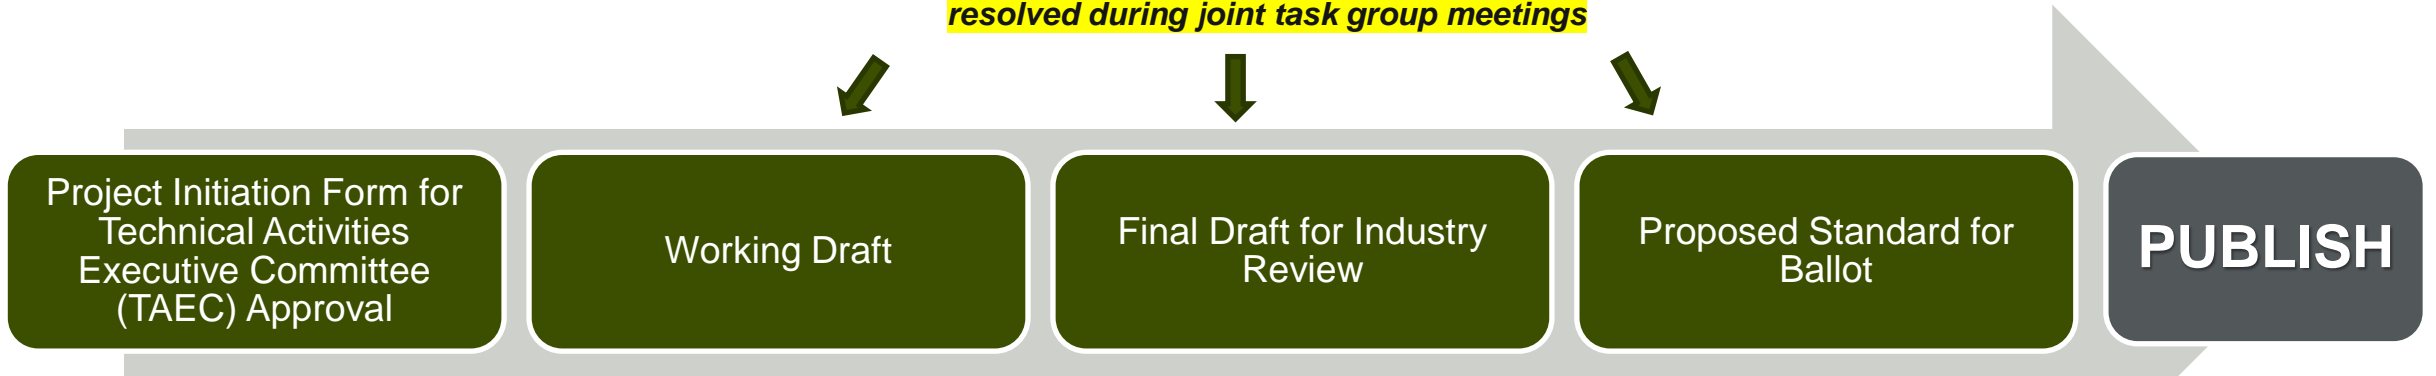 resolved during joint task group meetings
Project Initiation Form for
Technical Activities
Executive Committee
(TAEC) Approval
Working Draft
Final Draft for Industry
Review
Proposed Standard for
Ballot
PUBLISH